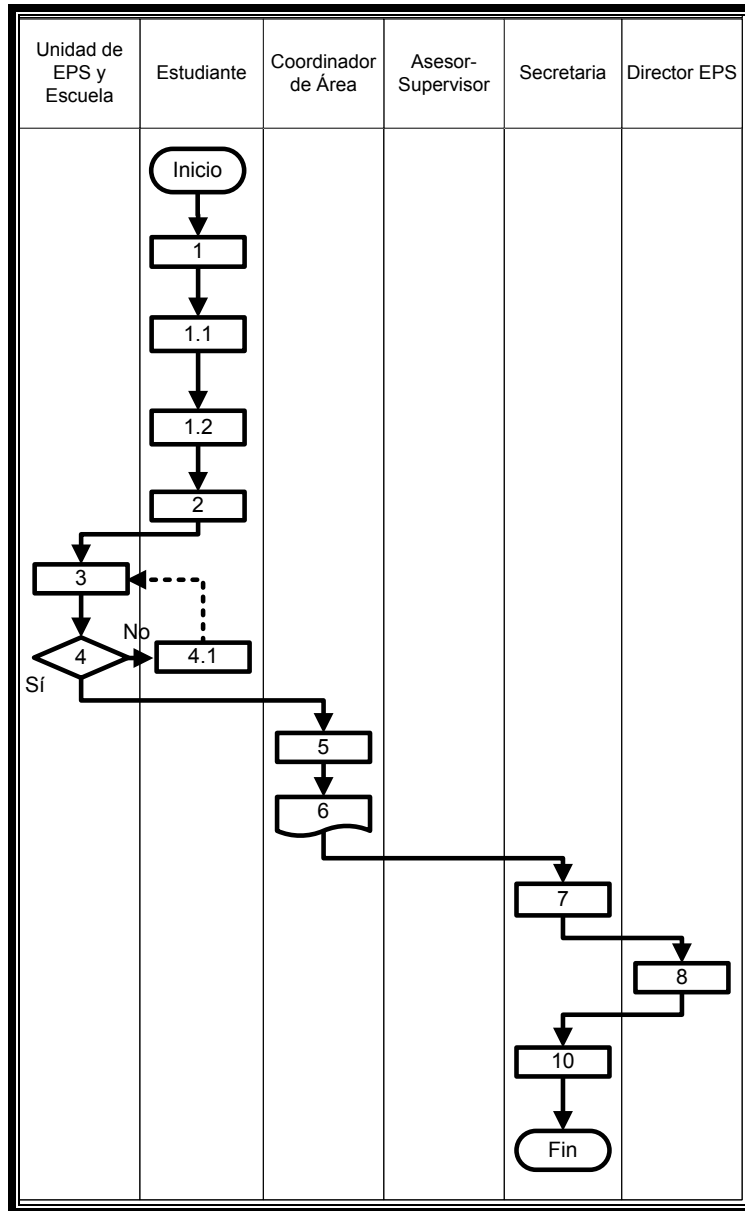 Unidad de
EPS y
Escuela
Estudiante
Coordinador
de Área
Asesor-
Supervisor
Secretaria
Director EPS
Inicio
1
1.1
1.2
2
3
No
4
4.1
Sí
5
6
7
8
10
Fin